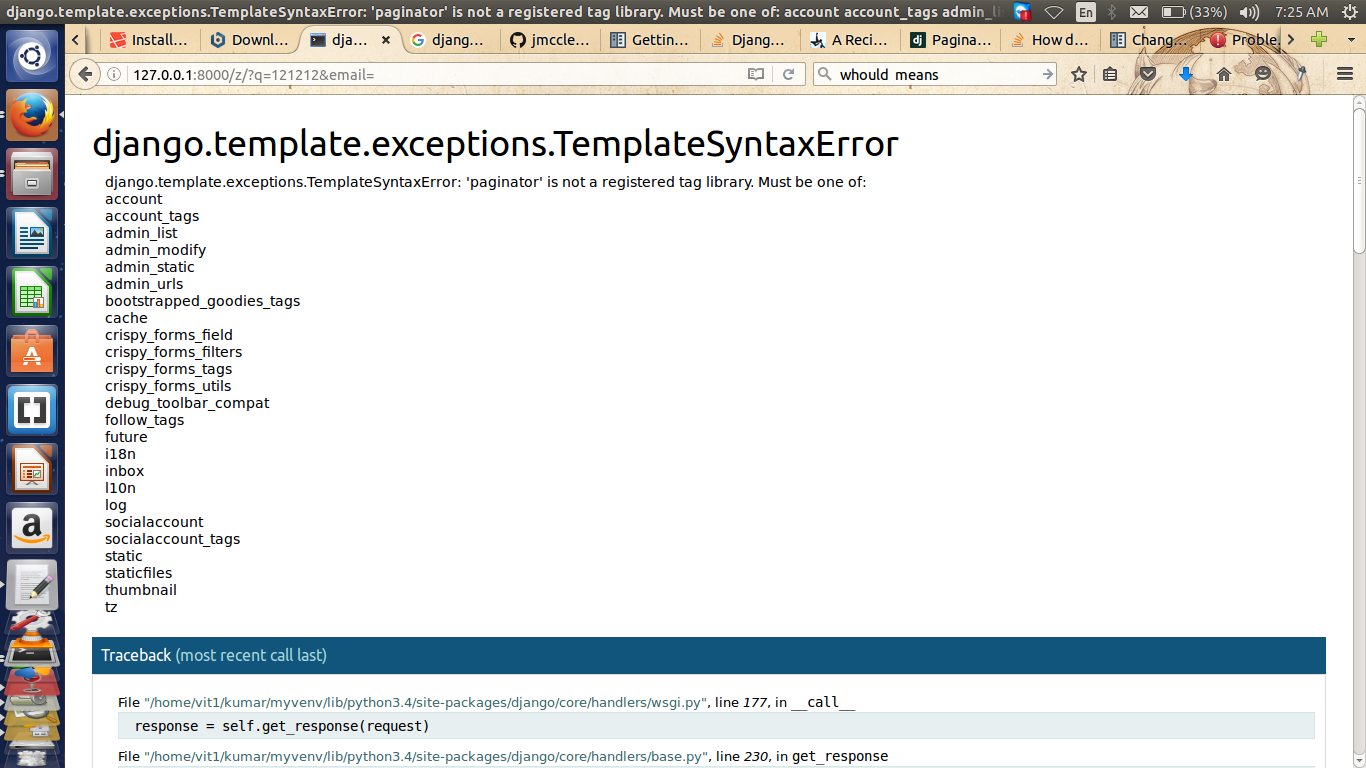 django.template.exceptions.TemplateSyntaxError: 'paginator' is not a registered tag library. Must be one of: account account_tags admin_li
En
(33%)
7:25 AM
Install...
Downl...
dja...
djang...
jmccle...
Gettin...
Djang...
A Reci...
Pagina...
How d...
Chang...
Proble
127.0.0.1:8000/z/?q=121212&email=
whould means
django.template.exceptions.TemplateSyntaxError
django.template.exceptions.TemplateSyntaxError: 'paginator' is not a registered tag library. Must be one of:
account
account_tags
admin_list
admin_modify
admin_static
admin_urls
bootstrapped_goodies_tags
cache
crispy_forms_field
crispy_forms_filters
crispy_forms_tags
crispy_forms_utils
debug_toolbar_compat
follow_tags
future
i18n
inbox
l10n
log
socialaccount
socialaccount_tags
static
staticfiles
thumbnail
tz
Traceback (most recent call last)
File "/home/vit1/kumar/myvenv/lib/python3.4/site-packages/django/core/handlers/wsgi.py", line 177, in __call__
response = self.get_response(request)
File "/home/vit1/kumar/myvenv/lib/python3.4/site-packages/django/core/handlers/base.py", line 230, in get_response